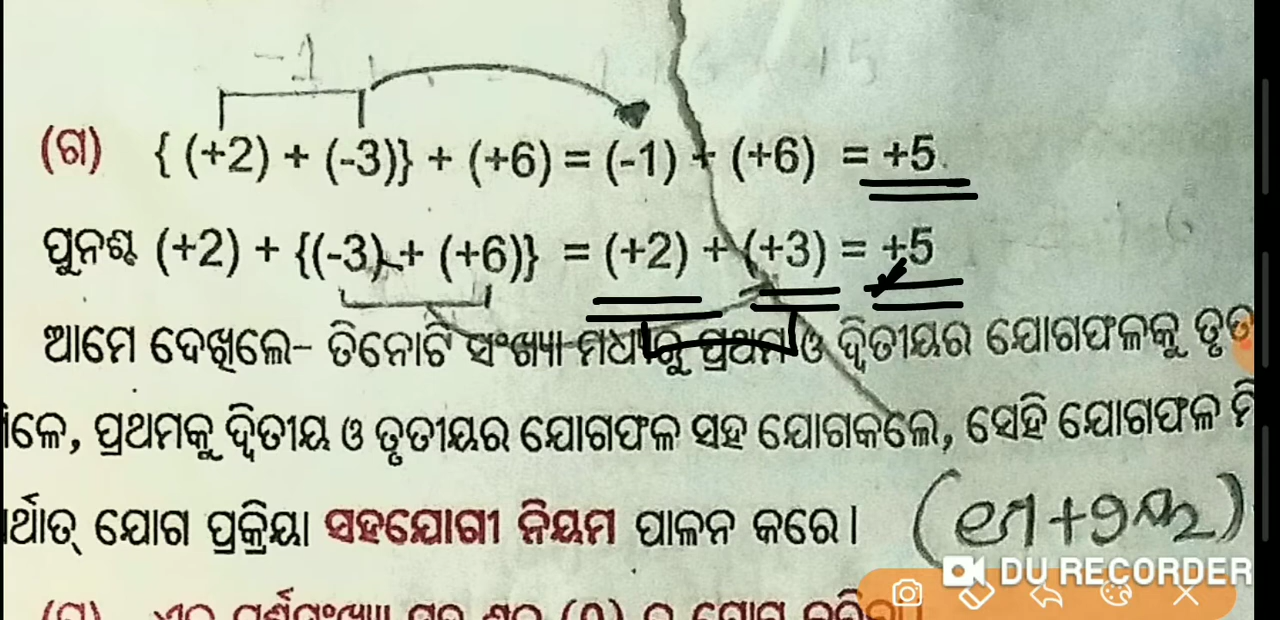 -1
(ଗ) { (+2) + (-3)} + (+6) = (-1) + (+6) = +5
ପୁନଶ୍ଚ (+2) + {(-3) + (+6)} = (+2) + (+3) = +5
ଆମେ ଦେଖିଲେ- ତିନୋଟି ସଂଖ୍ୟା ମଧ୍ୟରୁ ପ୍ରଥମ ଓ ଦ୍ୱିତୀୟର ଯୋଗଫଳକୁ
ପ୍ରଥମକୁ ଦ୍ୱିତୀୟ ଓ ତୃତୀୟର ଯୋଗଫଳ ସହ ଯୋଗକଲେ, ସେହି ଯୋଗଫଳ
ଯୋଗ ପ୍ରକ୍ରିୟା ସହଯୋଗୀ ନିୟମ ପାଳନ କରେ।
DU RECORDER